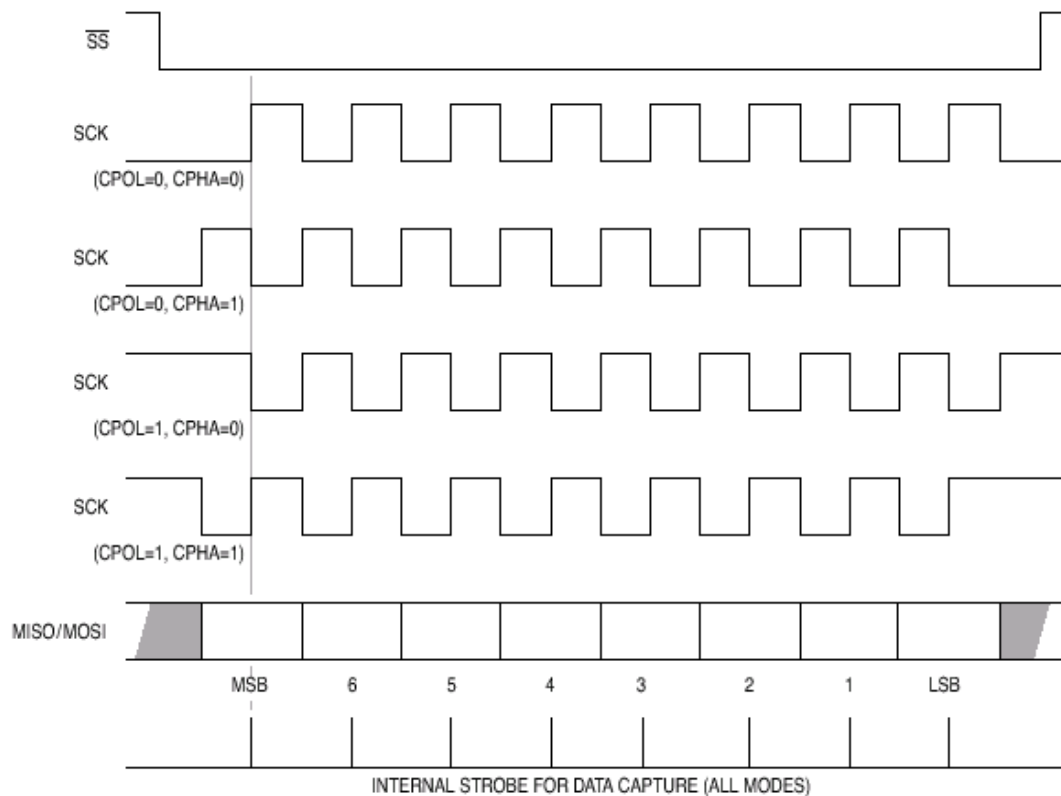 S̅S̅
SCK
(CPOL=0, CPHA=0)
SCK
(CPOL=0, CPHA=1)
SCK
(CPOL=1, CPHA=0)
SCK
(CPOL=1, CPHA=1)
MISO/MOSI
MSB 6 5 4 3 2 1 LSB
INTERNAL STROBE FOR DATA CAPTURE (ALL MODES)